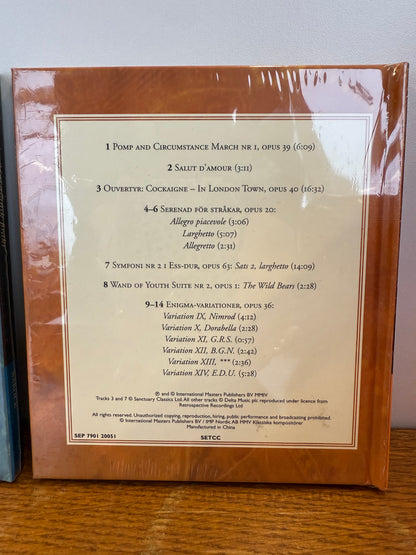 1 Pomp and Circumstance March nr 1, opus 39 (6:09)
2 Salut d'amour (3:11)
3 Ouvertyr: Cockaigne – In London Town, opus 40 (16:32)
4–6 Serenad för stråkar, opus 20:
Allegro piacevole (3:06)
Larghetto (5:07)
Allegretto (2:31)
7 Symfoni nr 2 i Ess-dur, opus 63: Sats 2, larghetto (14:09)
8 Wand of Youth Suite nr 2, opus 1: The Wild Bears (2:28)
9–14 Enigma-variationer, opus 36:
Variation IX, Nimrod (4:12)
Variation X, Dorabella (2:28)
Variation XI, G.R.S. (0:57)
Variation XII, B.G.N. (2:42)
Variation XIII, *** (2:36)
Variation XIV, E.D.U. (5:28)
℗ and © International Masters Publishers BV MMIV
Tracks 3 and 7 ℗ Sanctuary Classics Ltd. All other tracks ℗ Delta Music plc reproduced under licence from
Retrospective Recordings Ltd
All rights reserved. Unauthorized copying, reproduction, hiring, public performance and broadcasting prohibited.
© International Masters Publishers BV / IMP Nordic AB MMIV Klassiska kompositörer
Manufactured in China
SEP 7901 20051
SETCC